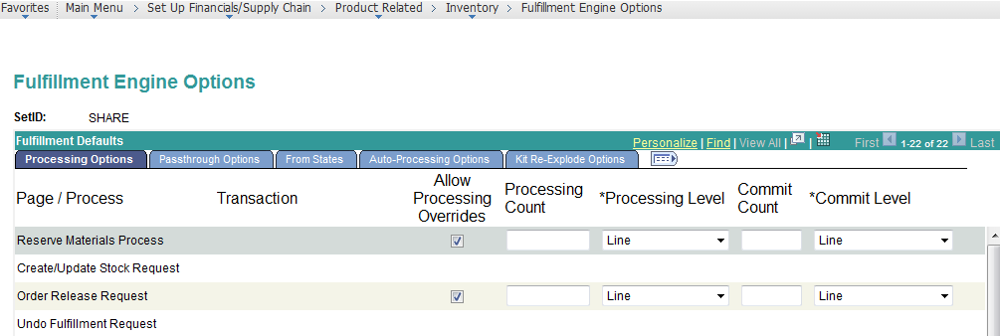 Favorites Main Menu > Set Up Financials/Supply Chain > Product Related > Inventory > Fulfillment Engine Options
Fulfillment Engine Options
SetID: SHARE
Fulfillment Defaults Personalize | Find | View All | | First 1-22 of 22 Last
Processing Options Passthrough Options From States Auto-Processing Options Kit Re-Explode Options
Page / Process Transaction Allow Processing Overrides Processing Count *Processing Level Commit Count *Commit Level
Reserve Materials Process Line Line
Create/Update Stock Request
Order Release Request Line Line
Undo Fulfillment Request